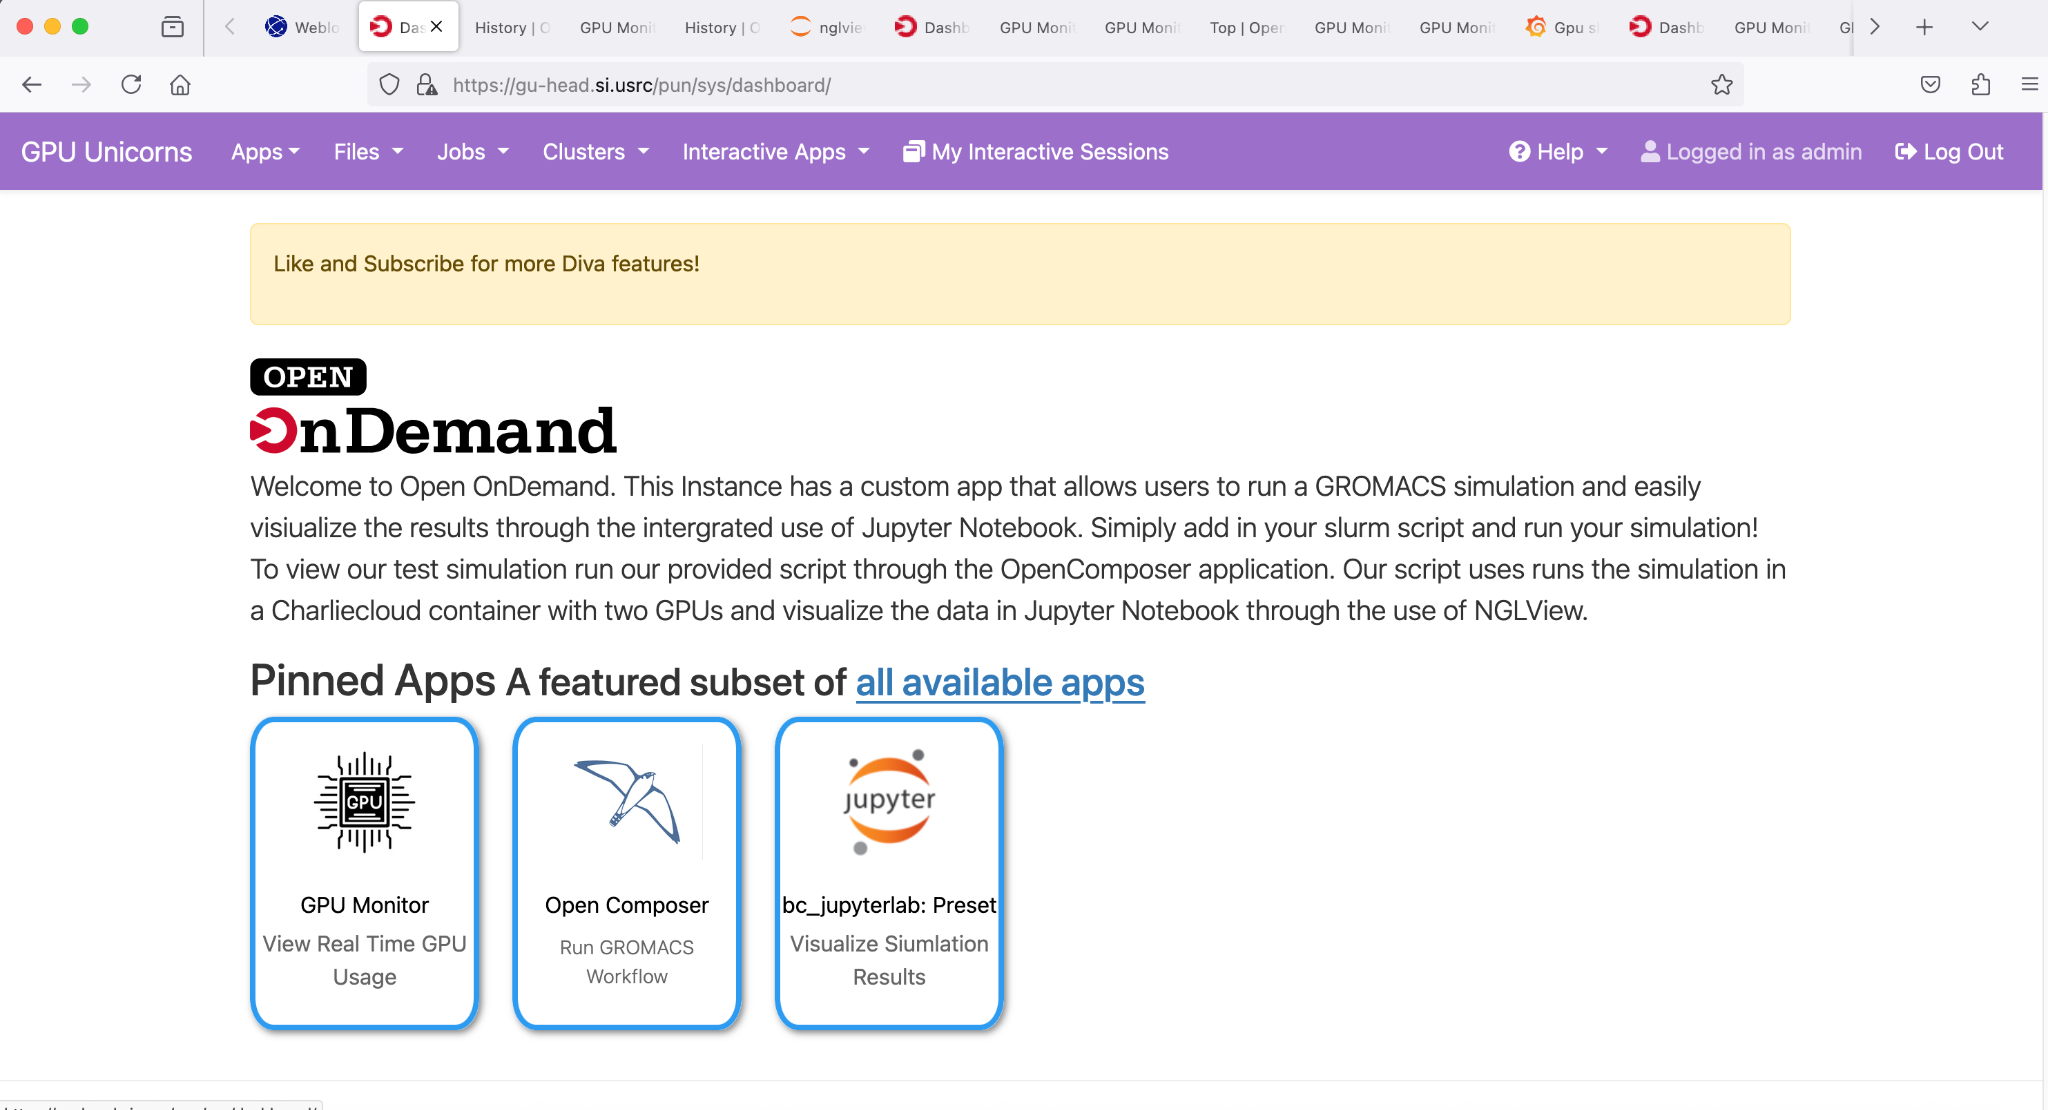 Weblo
Das
History | O
GPU Moni
History | O
nglvie
Dashb
GPU Moni
GPU Moni
Top | Open
GPU Moni
GPU Moni
Gpu s
Dashb
GPU Moni
https://gu-head.si.usrc/pun/sys/dashboard/
GPU Unicorns
Apps
Files
Jobs
Clusters
Interactive Apps
My Interactive Sessions
Help
Logged in as admin
Log Out
Like and Subscribe for more Diva features!
OPEN
OnDemand
Welcome to Open OnDemand. This Instance has a custom app that allows users to run a GROMACS simulation and easily
visiualize the results through the intergrated use of Jupyter Notebook. Simiply add in your slurm script and run your simulation!
To view our test simulation run our provided script through the OpenComposer application. Our script uses runs the simulation in
a Charliecloud container with two GPUs and visualize the data in Jupyter Notebook through the use of NGLView.
Pinned Apps A featured subset of all available apps
GPU
jupyter
GPU Monitor
View Real Time GPU
Usage
Open Composer
Run GROMACS
Workflow
bc_jupyterlab: Preset
Visualize Siumlation
Results